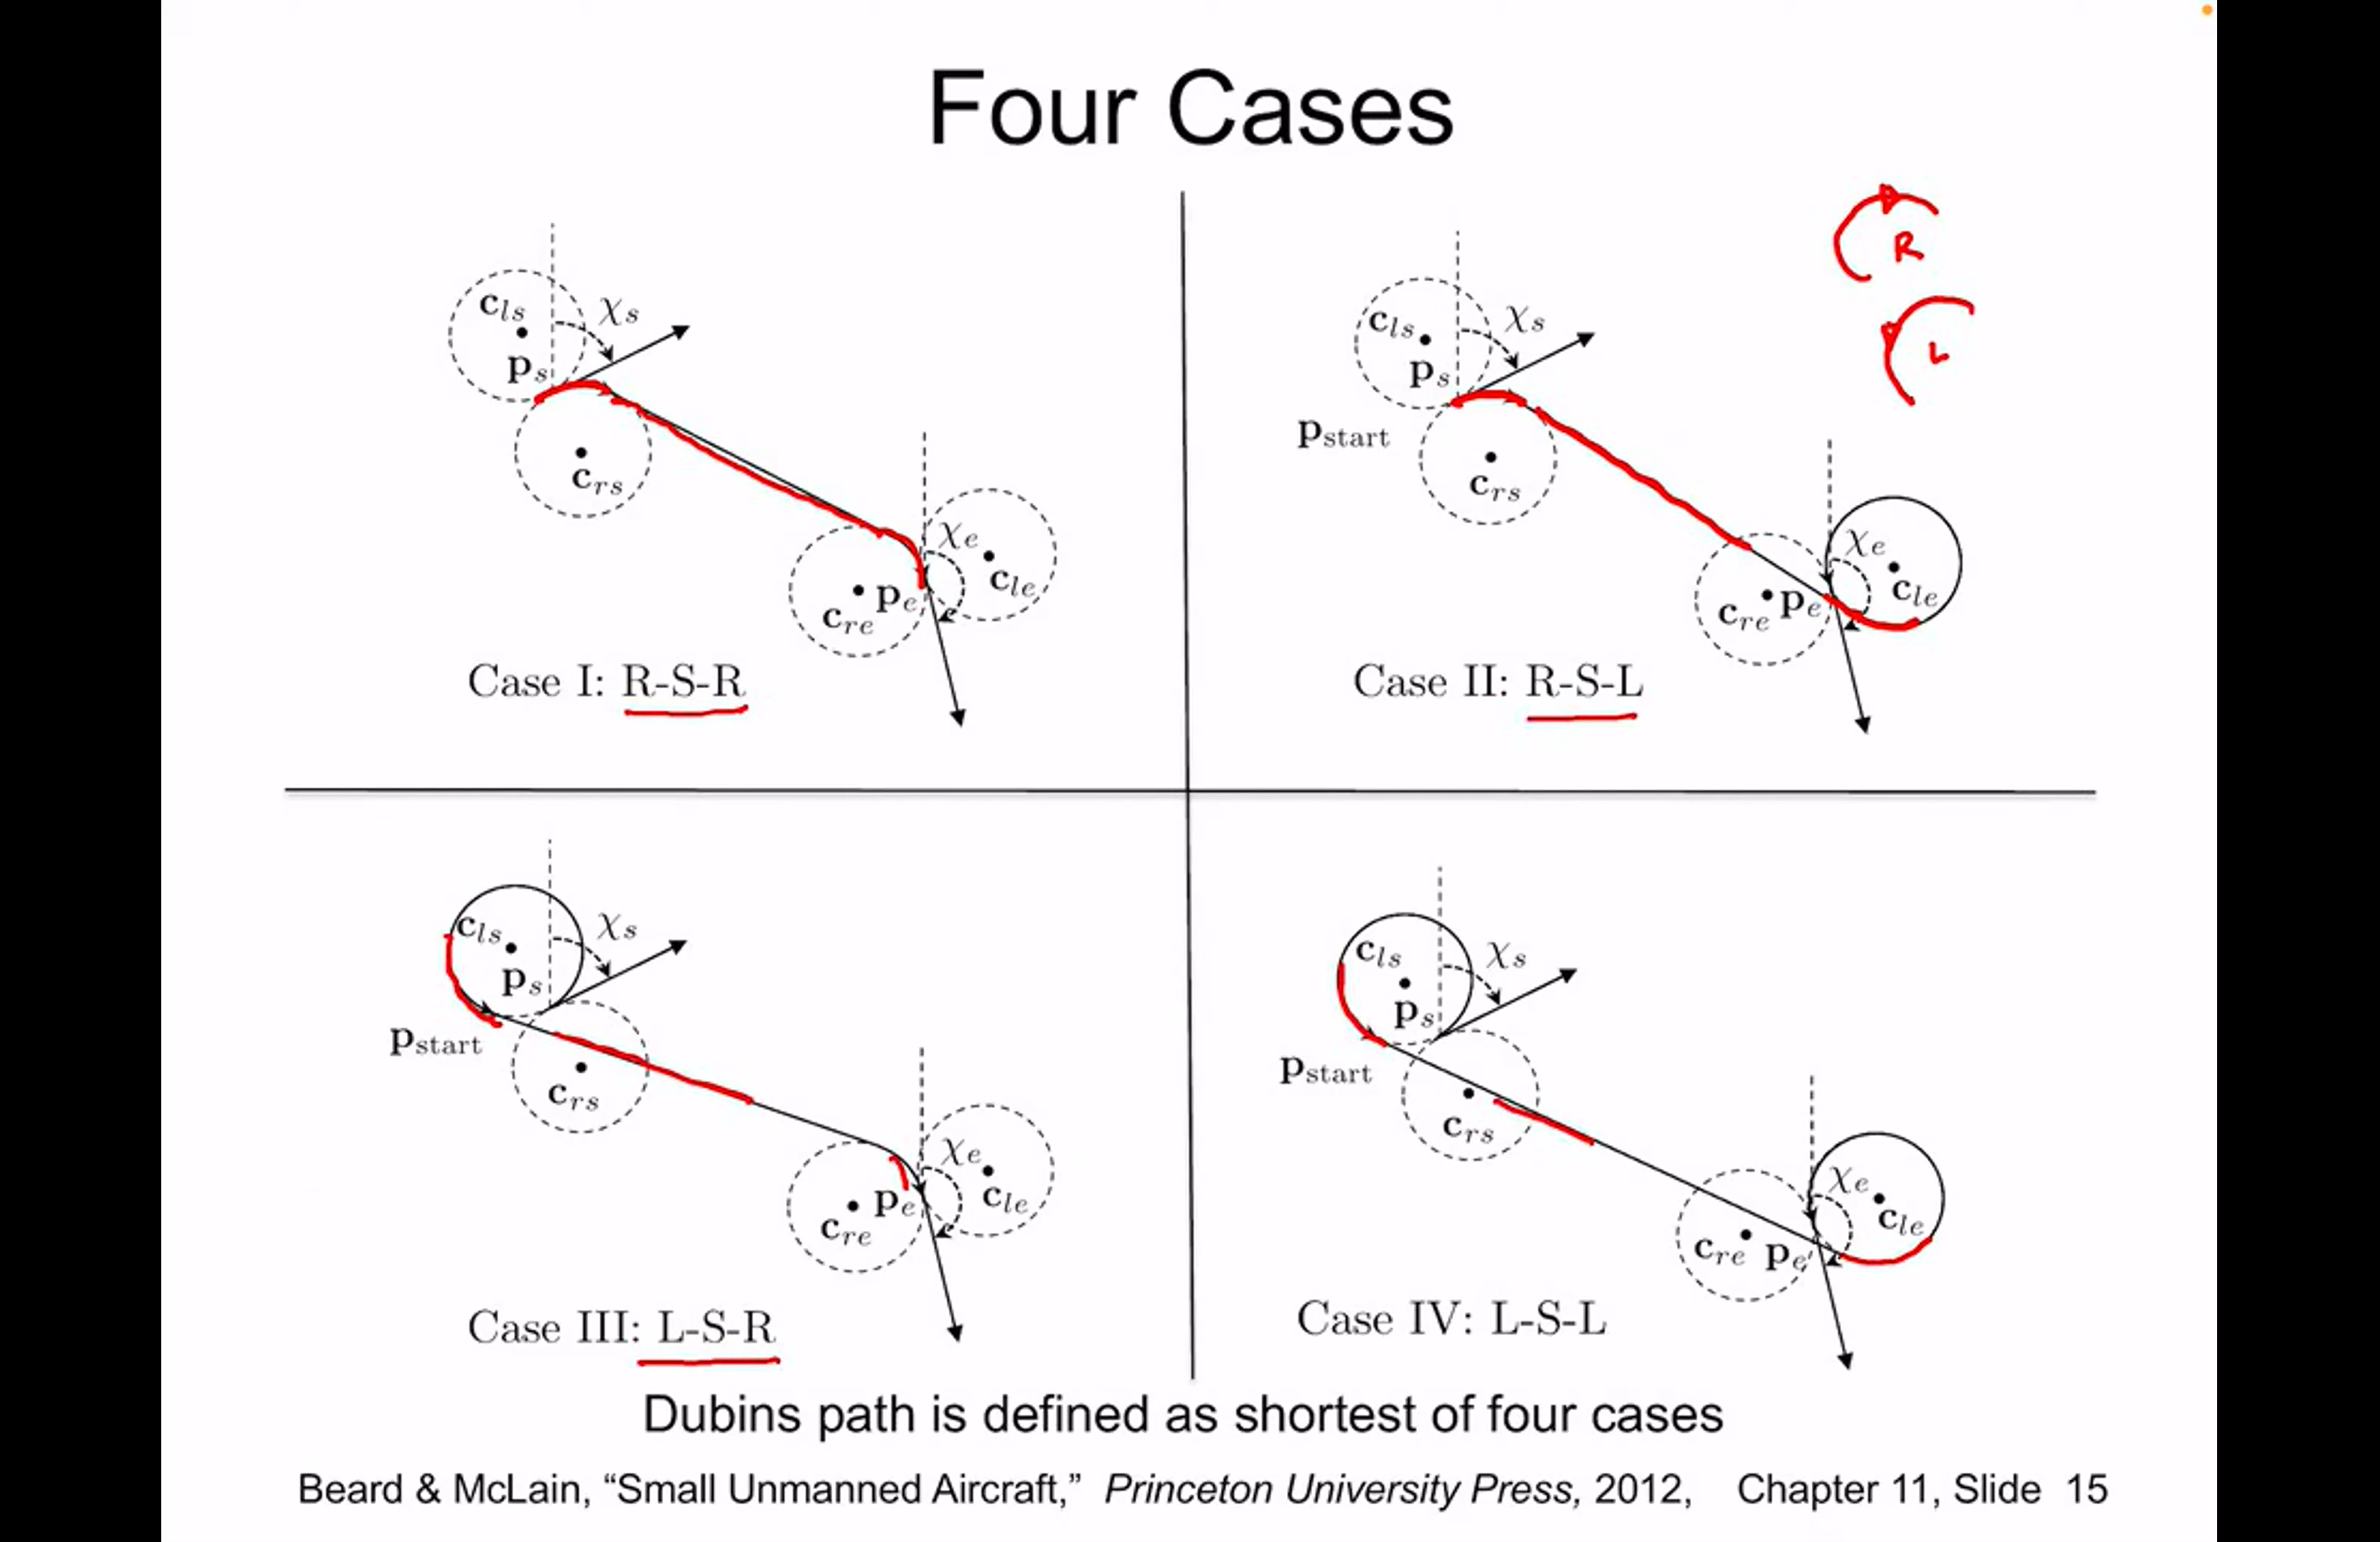 Four Cases
c_ls
χ_s
p_s
c_rs
χ_e
c_le
p_e
c_re
Case I: R-S-R
R
L
c_ls
χ_s
p_s
p_start
c_rs
χ_e
c_le
p_e
c_re
Case II: R-S-L
c_ls
χ_s
p_s
p_start
c_rs
χ_e
c_le
p_e
c_re
Case III: L-S-R
c_ls
χ_s
p_s
p_start
c_rs
χ_e
c_le
c_re
p_e
Case IV: L-S-L
Dubins path is defined as shortest of four cases
Beard & McLain, “Small Unmanned Aircraft,” Princeton University Press, 2012, Chapter 11, Slide 15